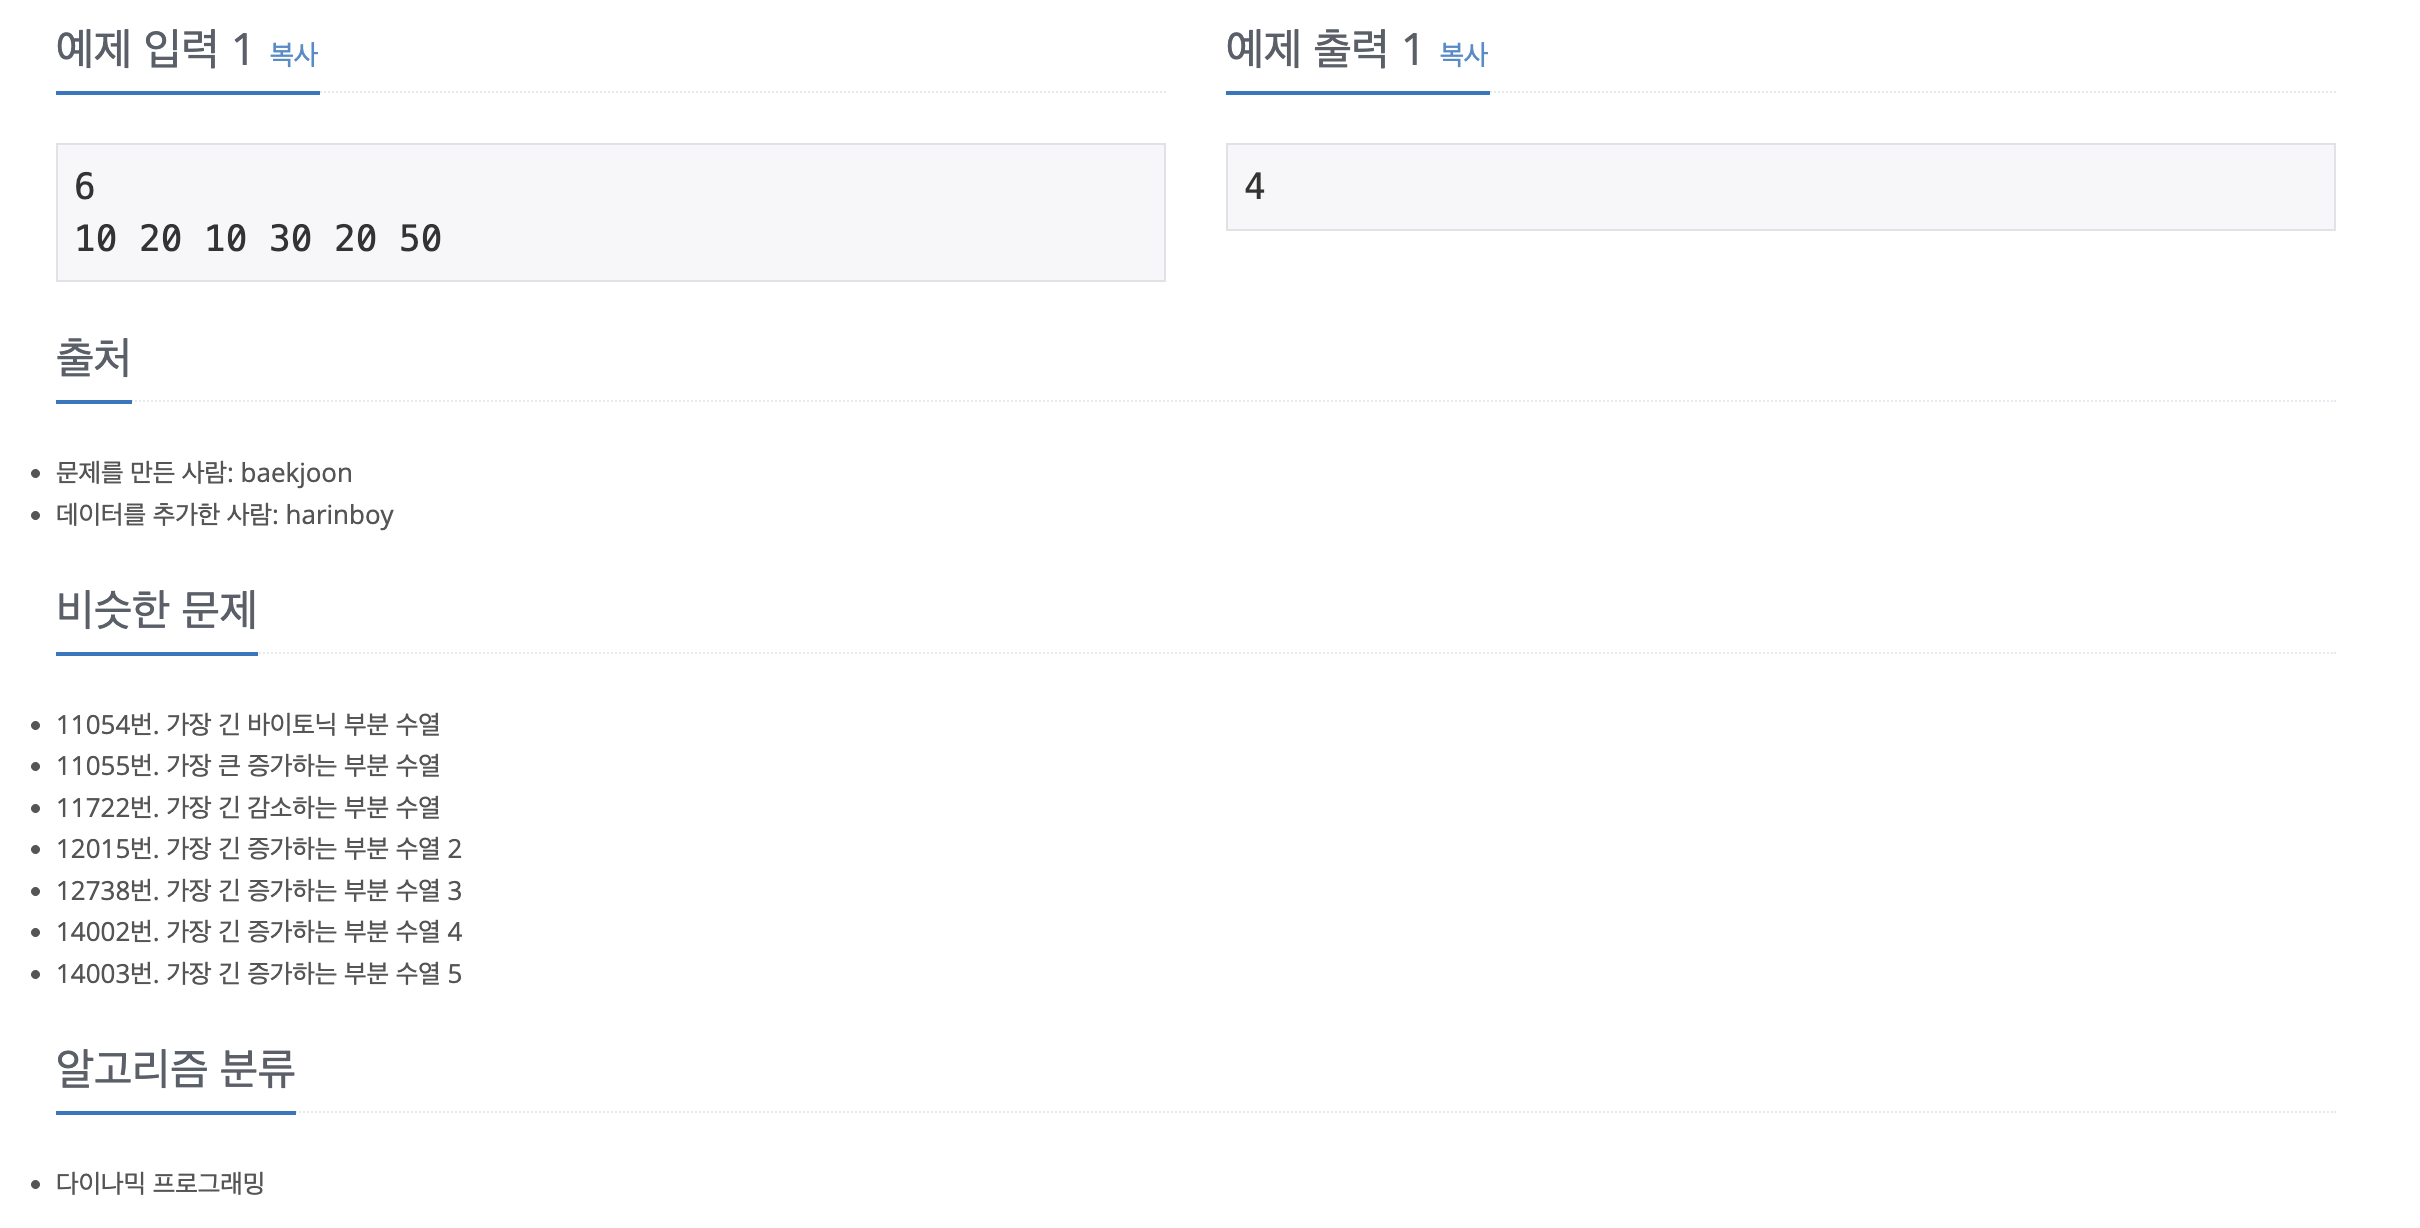 예제 입력 1 복사
6
10 20 10 30 20 50
예제 출력 1 복사
4
출처
문제를 만든 사람: baekjoon
데이터를 추가한 사람: harinboy
비슷한 문제
11054번. 가장 긴 바이토닉 부분 수열
11055번. 가장 큰 증가하는 부분 수열
11722번. 가장 긴 감소하는 부분 수열
12015번. 가장 긴 증가하는 부분 수열 2
12738번. 가장 긴 증가하는 부분 수열 3
14002번. 가장 긴 증가하는 부분 수열 4
14003번. 가장 긴 증가하는 부분 수열 5
알고리즘 분류
다이나믹 프로그래밍